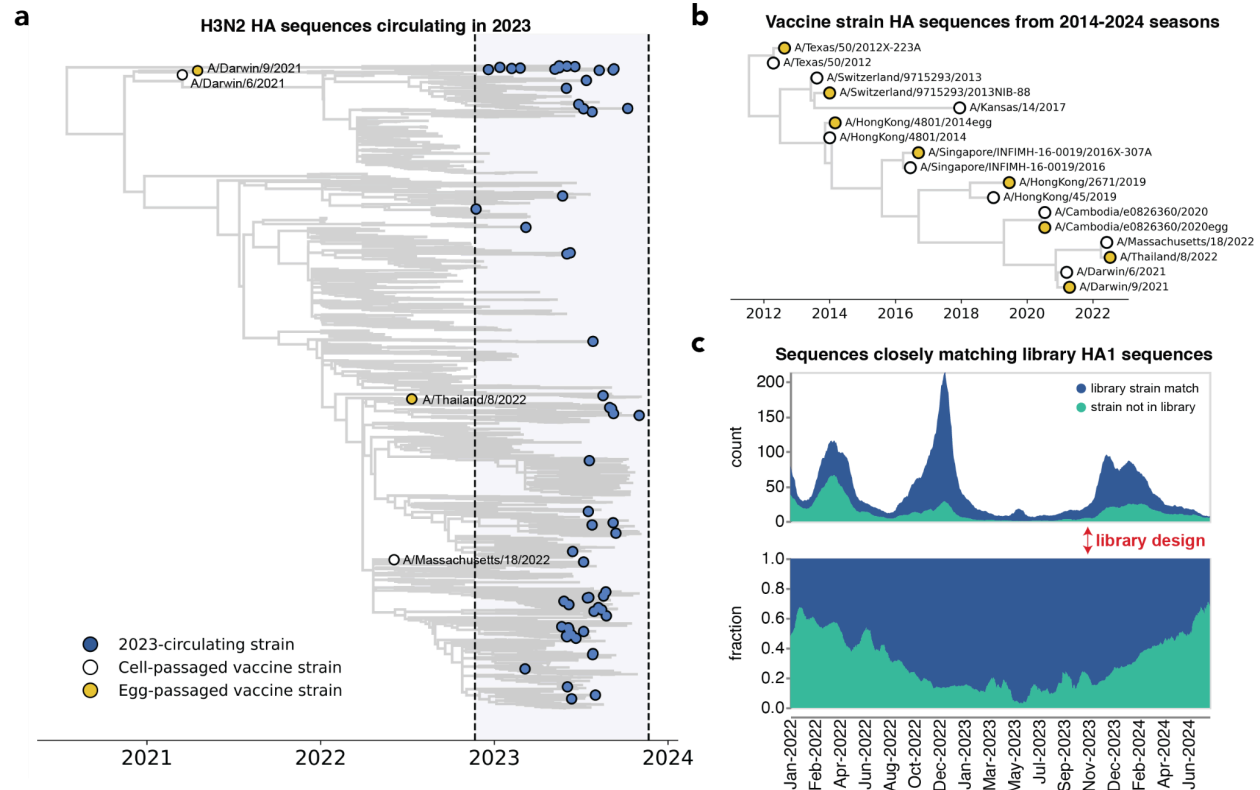 a
H3N2 HA sequences circulating in 2023
A/Darwin/9/2021
A/Darwin/6/2021
A/Thailand/8/2022
A/Massachusetts/18/2022
2023-circulating strain
Cell-passaged vaccine strain
Egg-passaged vaccine strain
2021
2022
2023
2024
b
Vaccine strain HA sequences from 2014-2024 seasons
A/Texas/50/2012X-223A
A/Texas/50/2012
A/Switzerland/9715293/2013
A/Switzerland/9715293/2013NIB-88
A/Kansas/14/2017
A/HongKong/4801/2014egg
A/HongKong/4801/2014
A/Singapore/INFIMH-16-0019/2016X-307A
A/Singapore/INFIMH-16-0019/2016
A/HongKong/2671/2019
A/HongKong/45/2019
A/Cambodia/e0826360/2020
A/Cambodia/e0826360/2020egg
A/Massachusetts/18/2022
A/Thailand/8/2022
A/Darwin/6/2021
A/Darwin/9/2021
2012
2014
2016
2018
2020
2022
c
Sequences closely matching library HA1 sequences
count
200
150
100
50
0
library strain match
strain not in library
library design
fraction
1.0
0.8
0.6
0.4
0.2
0.0
Jan-2022
Feb-2022
Apr-2022
Jun-2022
Aug-2022
Oct-2022
Dec-2022
Jan-2023
Mar-2023
May-2023
Jul-2023
Sep-2023
Nov-2023
Dec-2023
Feb-2024
Apr-2024
Jun-2024